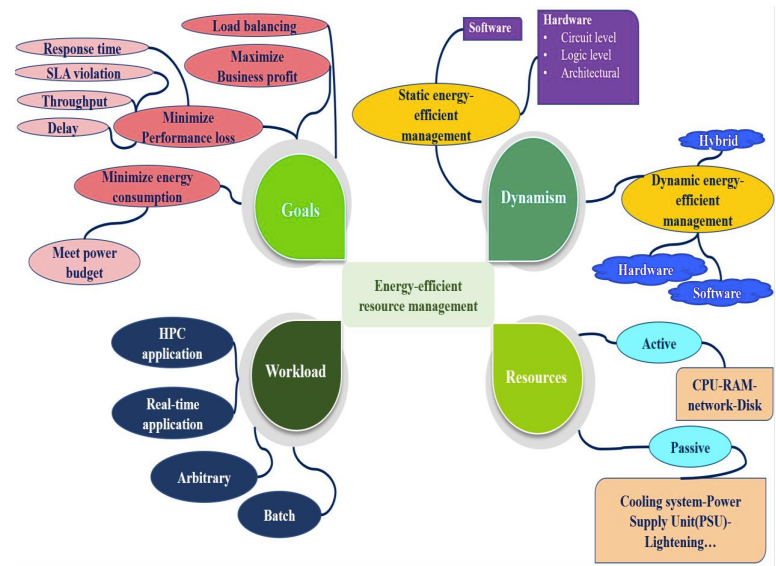 Load balancing
Maximize
Business profit
Response time
SLA violation
Throughput
Delay
Minimize
Performance loss
Minimize energy
consumption
Meet power
budget
Goals
Software
Hardware
• Circuit level
• Logic level
• Architectural
Static energy-
efficient
management
Dynamism
Hybrid
Dynamic energy-
efficient
management
Hardware
Software
Energy-efficient
resource management
HPC
application
Real-time
application
Arbitrary
Batch
Workload
Resources
Active
CPU-RAM-
network-Disk
Passive
Cooling system-Power
Supply Unit(PSU)-
Lightening…